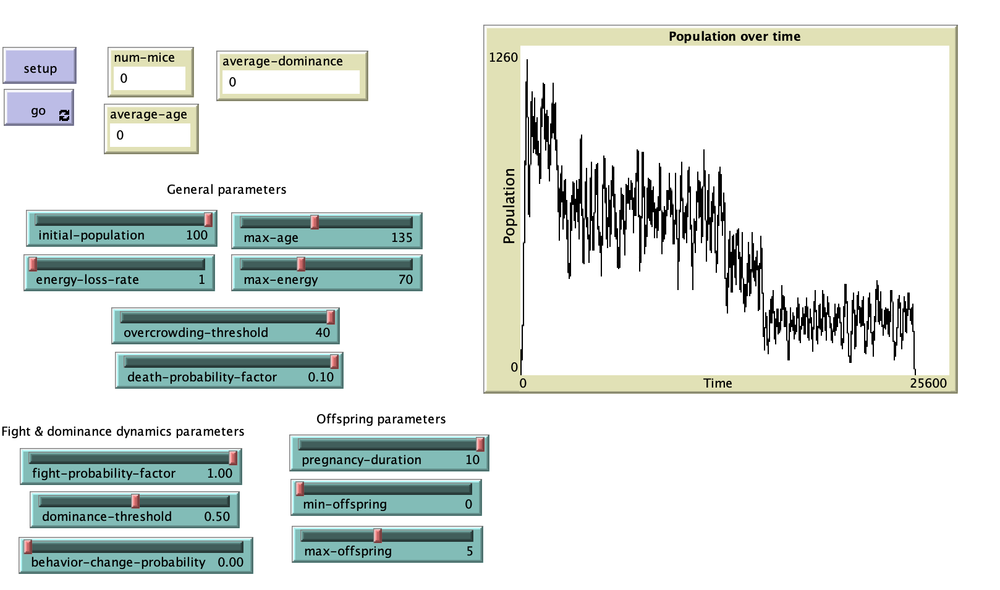 setup
go
num-mice
0
average-dominance
0
average-age
0
General parameters
initial-population 100
max-age 135
energy-loss-rate 1
max-energy 70
overcrowding-threshold 40
death-probability-factor 0.10
Fight & dominance dynamics parameters
fight-probability-factor 1.00
dominance-threshold 0.50
behavior-change-probability 0.00
Offspring parameters
pregnancy-duration 10
min-offspring 0
max-offspring 5
Population over time
1260
Population
0
0 Time 25600